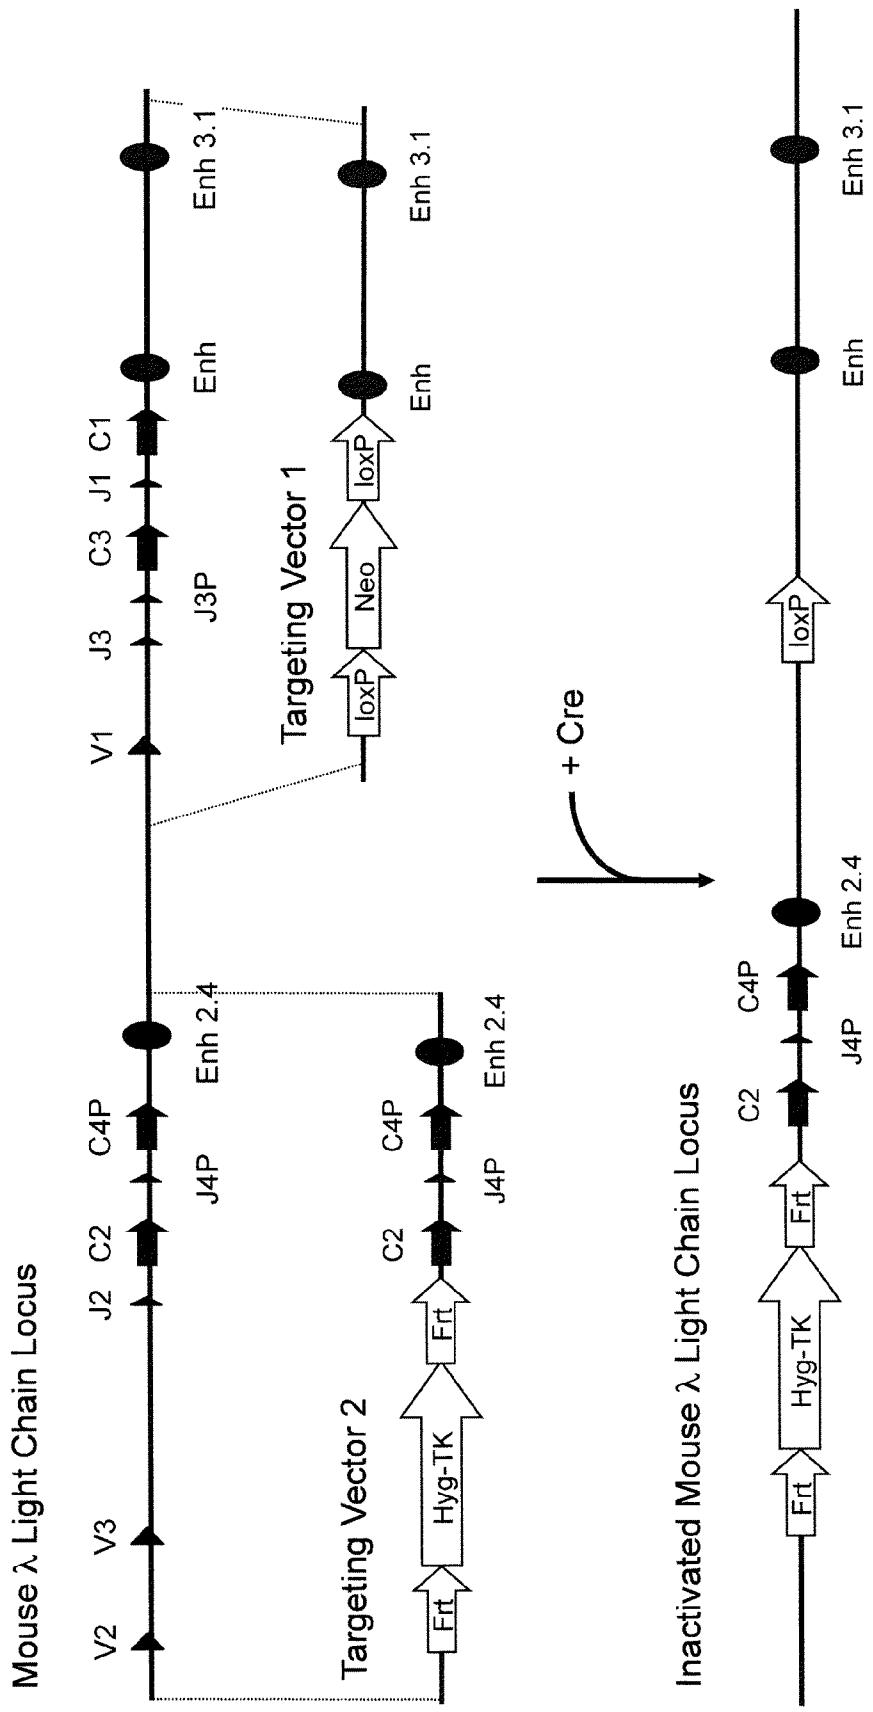 Mouse λ Light Chain Locus
V2
V3
J2
C2
J4P
C4P
Enh 2.4
V1
J3
J3P
C3
J1
C1
Enh
Enh 3.1
Targeting Vector 1
loxP
Neo
loxP
Enh
Enh 3.1
Targeting Vector 2
Frt
Hyg-TK
Frt
C2
J4P
C4P
Enh 2.4
+ Cre
Inactivated Mouse λ Light Chain Locus
Frt
Hyg-TK
Frt
C2
J4P
C4P
Enh 2.4
loxP
Enh
Enh 3.1